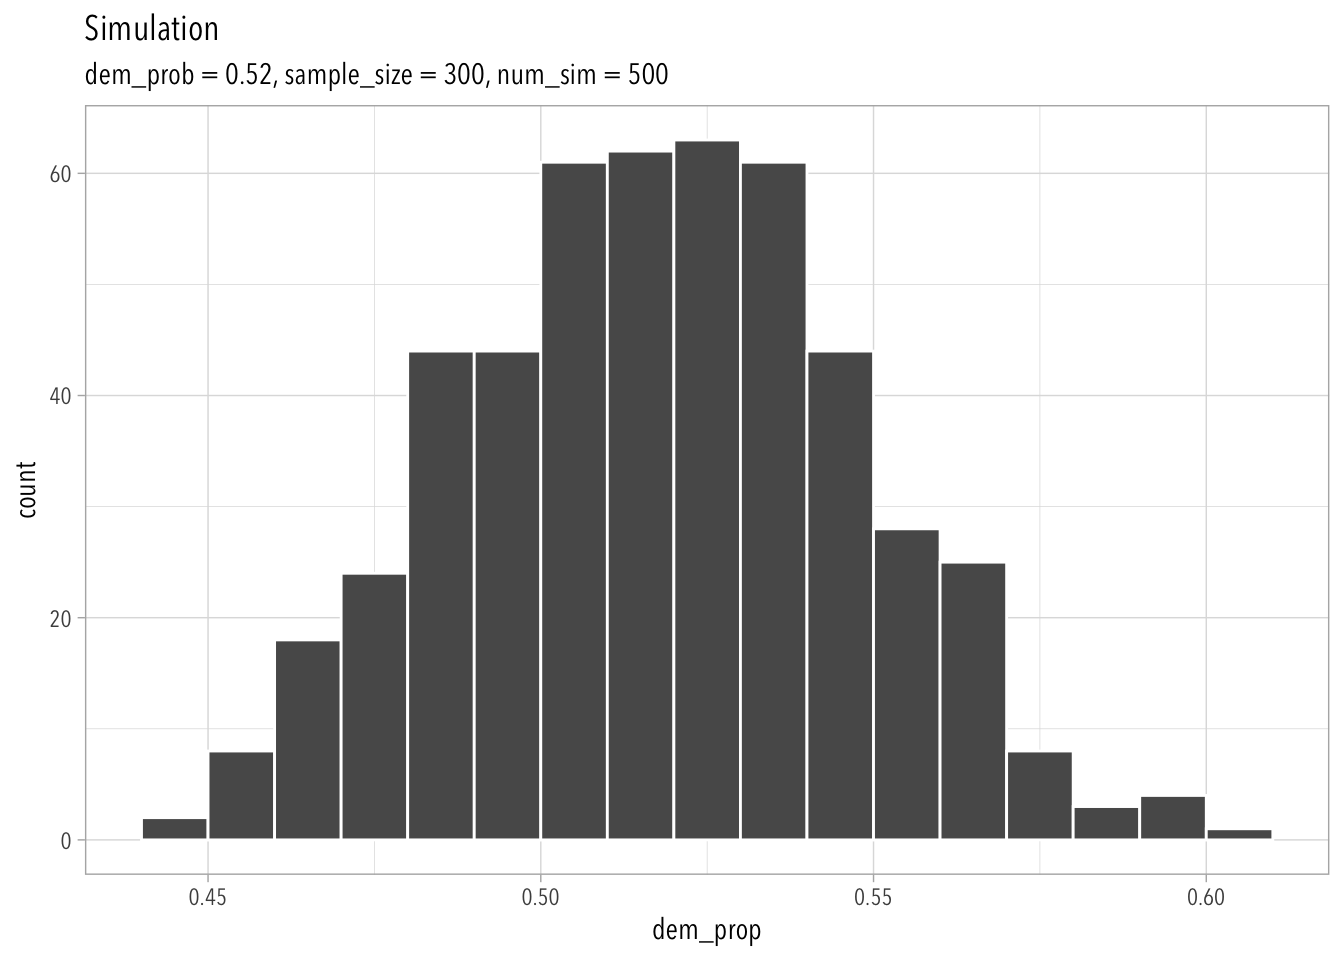 Simulation
dem_prob = 0.52, sample_size = 300, num_sim = 500
60
40
20
0
count
0.45
0.50
0.55
0.60
dem_prop